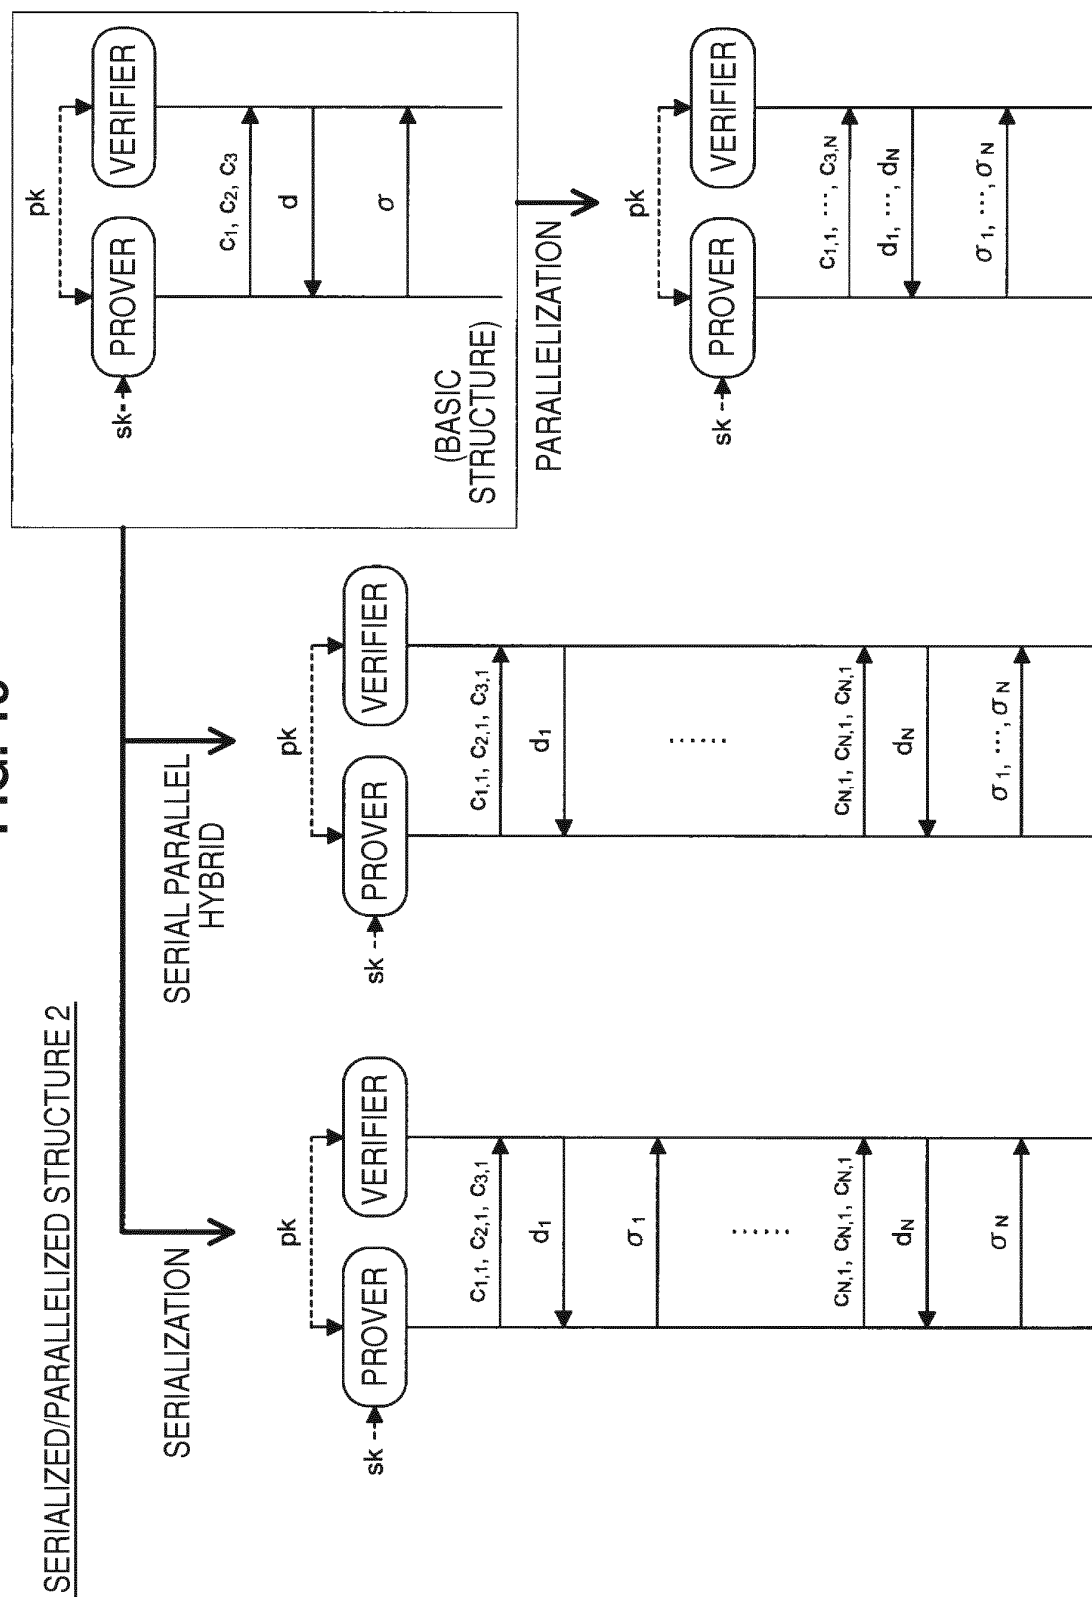 SERIALIZED/PARALLELIZED STRUCTURE 2
SERIALIZATION
pk
sk
PROVER
VERIFIER
c1,1, c2,1, c3,1
d1
σ1
······
cN,1, cN,1, cN,1
dN
σN
SERIAL PARALLEL
HYBRID
pk
sk
PROVER
VERIFIER
c1,1, c2,1, c3,1
d1
······
cN,1, cN,1, cN,1
dN
σ1, ···, σN
pk
sk
PROVER
VERIFIER
c1, c2, c3
d
σ
(BASIC
STRUCTURE)
PARALLELIZATION
pk
sk
PROVER
VERIFIER
c1,1, ···, c3,N
d1, ···, dN
σ1, ···, σN